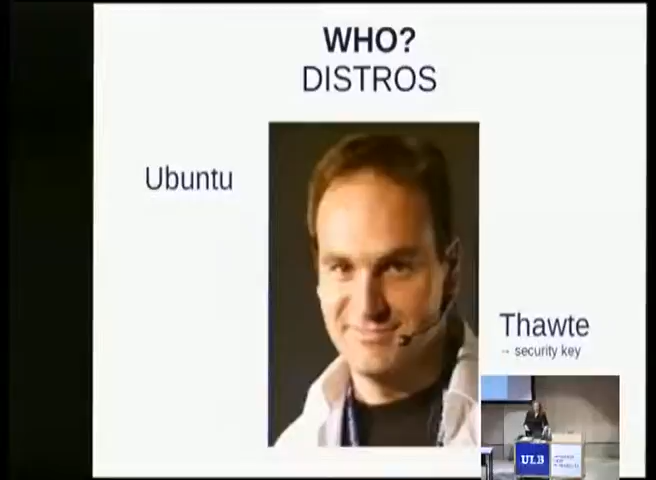 WHO?
DISTROS
Ubuntu
Thawte
→ security key
ULB